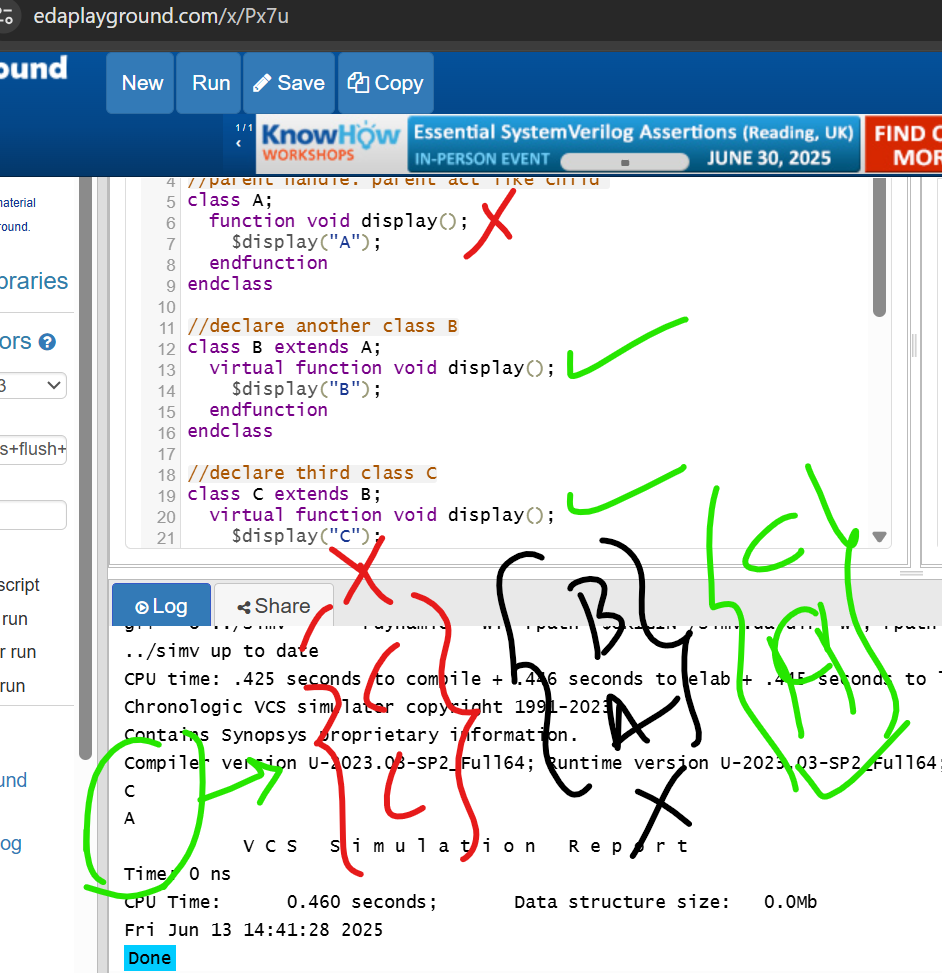 edaplayground.com/x/Px7u
ound
New
Run
Save
Copy
1 / 1
KnowHow
WORKSHOPS
Essential SystemVerilog Assertions (Reading, UK)
IN-PERSON EVENT
JUNE 30, 2025
FIND
MOR
naterial
round.
braries
ors
3
s+flush+
script
run
r run
run
und
og
4 //parent handle. parent act like child
5 class A;
6 function void display();
7 $display("A");
8 endfunction
9 endclass
10
11 //declare another class B
12 class B extends A;
13 virtual function void display();
14 $display("B");
15 endfunction
16 endclass
17
18 //declare third class C
19 class C extends B;
20 virtual function void display();
21 $display("C");
X
X
Log
Share
../simv up to date
CPU time: .425 seconds to compile + .446 seconds to elab + .445 seconds to l
Chronologic VCS simulator copyright 1991-2023
Contains Synopsys proprietary information.
Compiler version U-2023.03-SP2_Full64; Runtime version U-2023.03-SP2_Full64;
C
A
V C S S i m u l a t i o n R e p o r t
Time: 0 ns
CPU Time: 0.460 seconds; Data structure size: 0.0Mb
Fri Jun 13 14:41:28 2025
Done
C
C
B
A
X
C
A